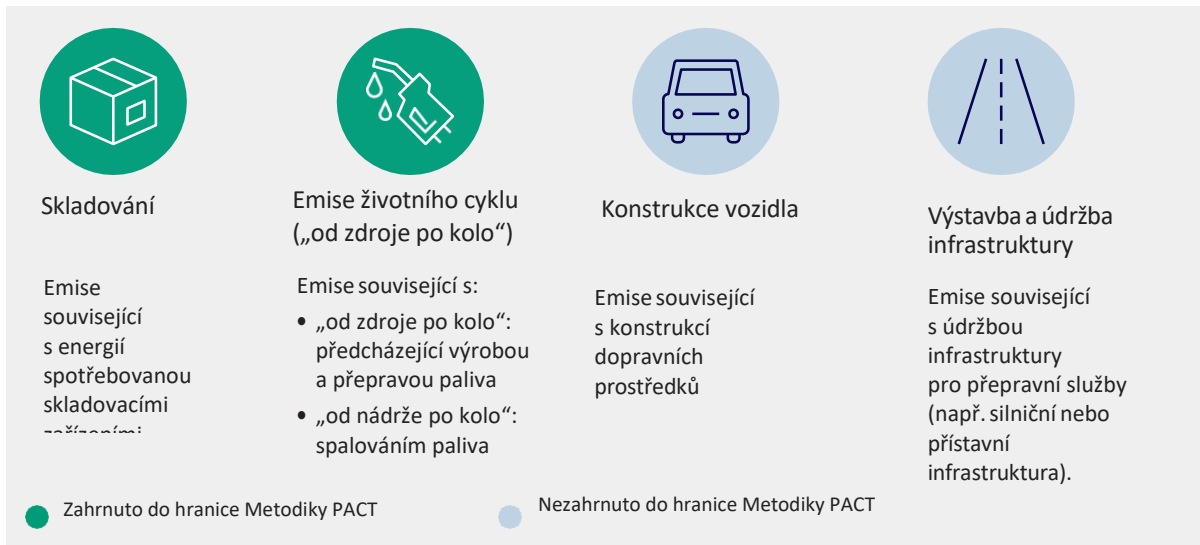 Skladování
Emise
související
s energií
spotřebovanou
skladovacími
zařízeními
Emise životního cyklu
(„od zdroje po kolo“)
Emise související s:
• „od zdroje po kolo“:
předcházející výrobou
a přepravou paliva
• „od nádrže po kolo“:
spalováním paliva
Konstrukce vozidla
Emise související
s konstrukcí
dopravních
prostředků
Výstavba a údržba
infrastruktury
Emise související
s údržbou
infrastruktury
pro přepravní služby
(např. silniční nebo
přístavní
infrastruktura).
Zahrnuto do hranice Metodiky PACT
Nezahrnuto do hranice Metodiky PACT